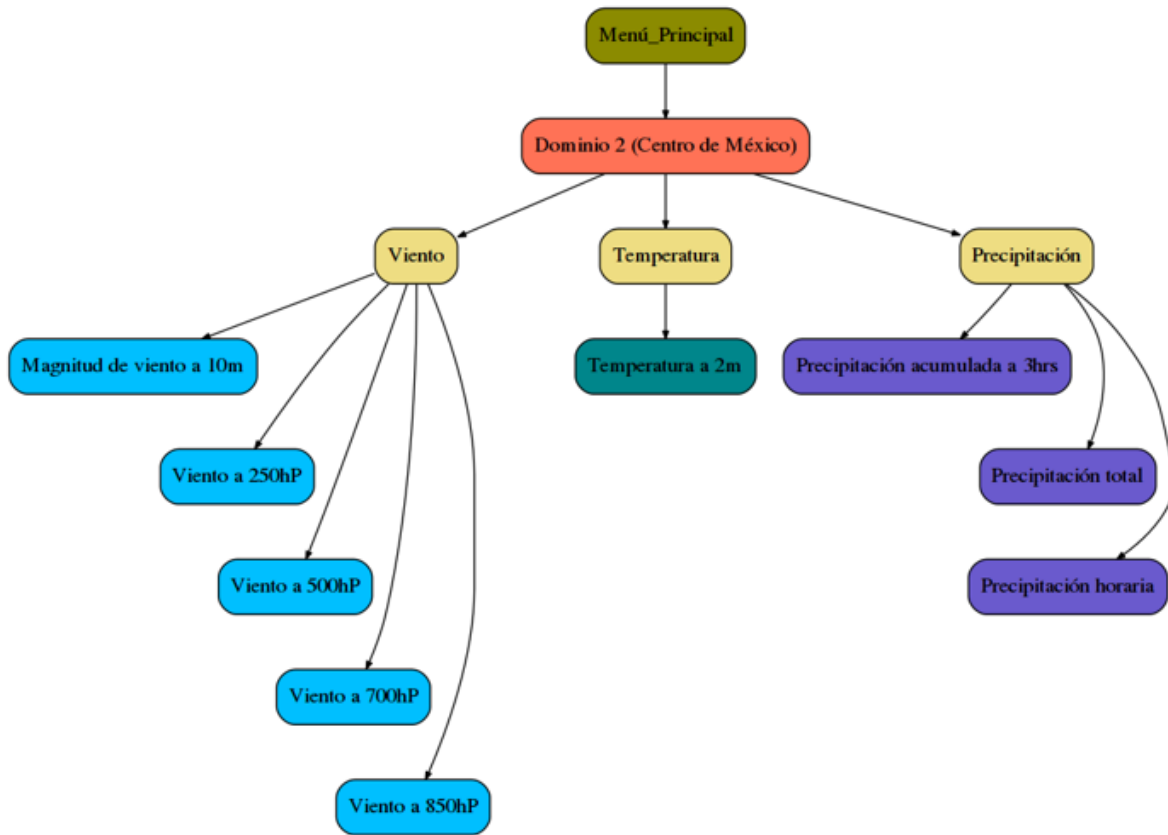 Menú_Principal
Dominio 2 (Centro de México)
Viento
Temperatura
Precipitación
Magnitud de viento a 10m
Temperatura a 2m
Precipitación acumulada a 3hrs
Viento a 250hP
Precipitación total
Viento a 500hP
Precipitación horaria
Viento a 700hP
Viento a 850hP